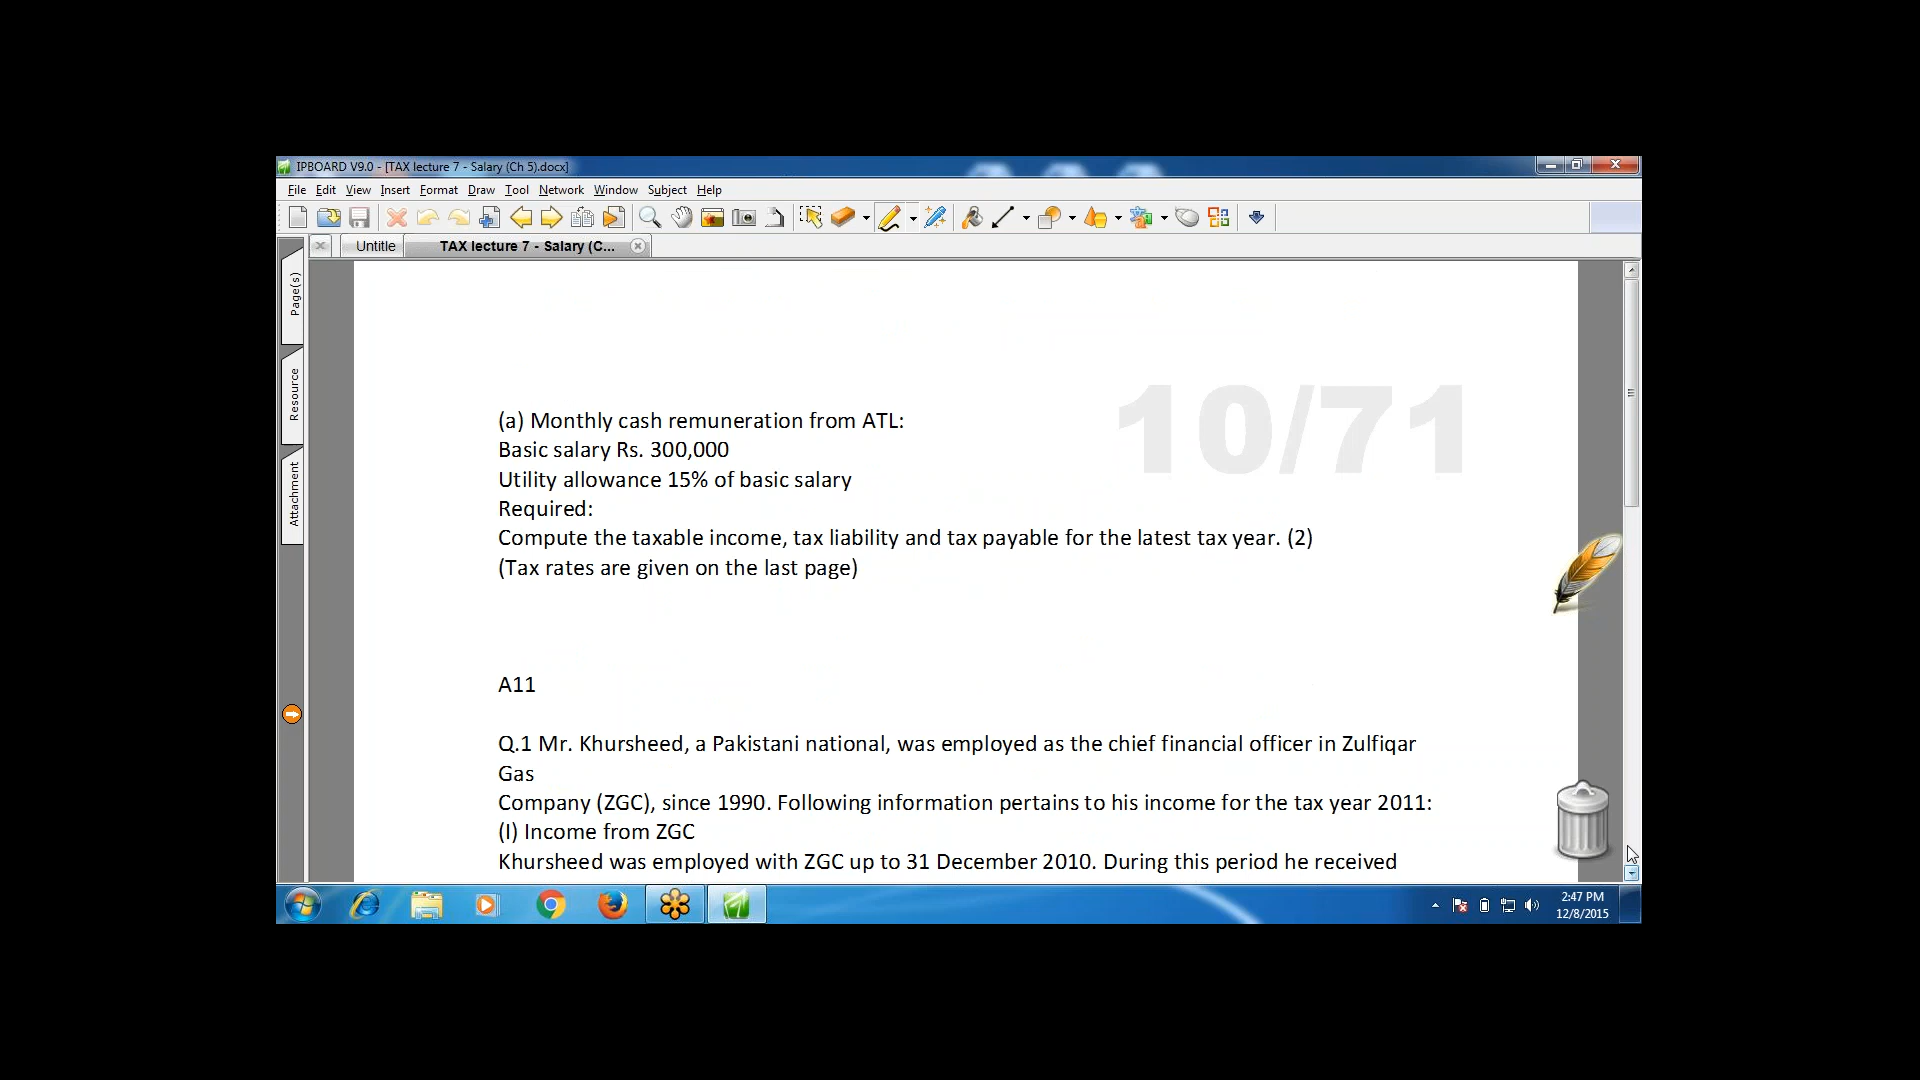 IPBOARD V9.0 - [TAX lecture 7 - Salary (Ch 5).docx]
File Edit View Insert Format Draw Tool Network Window Subject Help
Untitle TAX lecture 7 - Salary (C...
Page(s)
Resource
Attachment
10/71
(a) Monthly cash remuneration from ATL:
Basic salary Rs. 300,000
Utility allowance 15% of basic salary
Required:
Compute the taxable income, tax liability and tax payable for the latest tax year. (2)
(Tax rates are given on the last page)
A11
Q.1 Mr. Khursheed, a Pakistani national, was employed as the chief financial officer in Zulfiqar
Gas
Company (ZGC), since 1990. Following information pertains to his income for the tax year 2011:
(I) Income from ZGC
Khursheed was employed with ZGC up to 31 December 2010. During this period he received
2:47 PM
12/8/2015